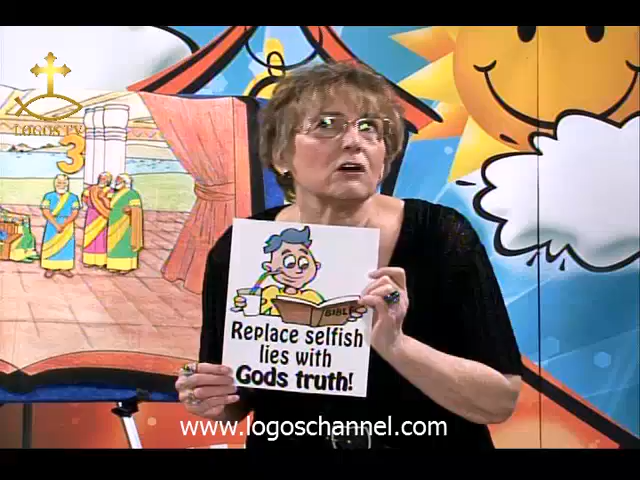 LOGOS TV
3
BIBLE
Replace selfish
lies with
Gods truth!
www.logoschannel.com